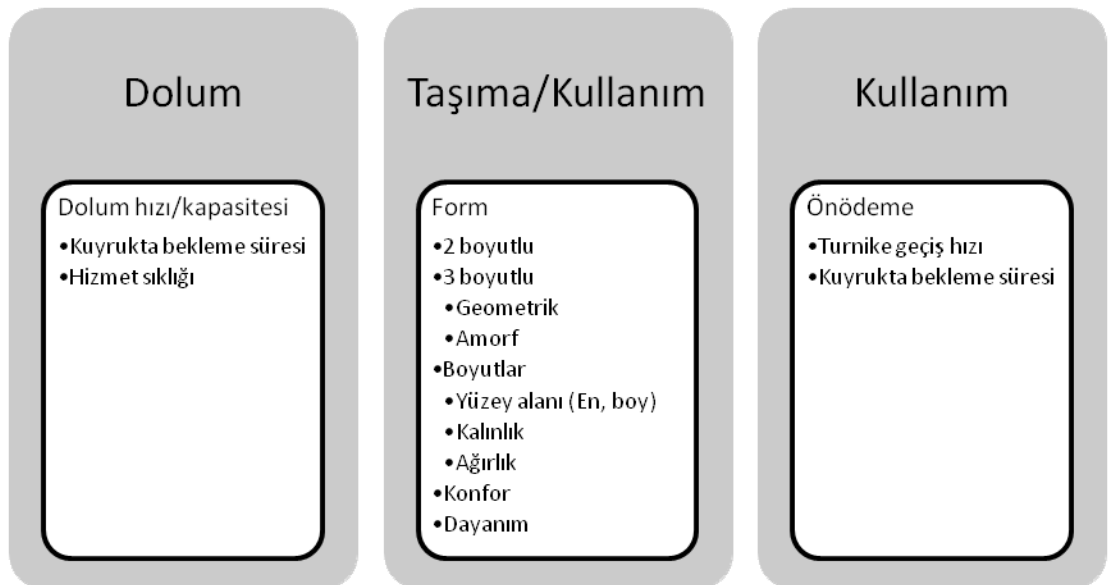 Dolum
Dolum hızı/kapasitesi
•Kuyrukta bekleme süresi
•Hizmet sıklığı
Taşıma/Kullanım
Form
•2 boyutlu
•3 boyutlu
•Geometrik
•Amorf
•Boyutlar
•Yüzey alanı (En, boy)
•Kalınlık
•Ağırlık
•Konfor
•Dayanım
Kullanım
Önödeme
•Turnike geçiş hızı
•Kuyrukta bekleme süresi